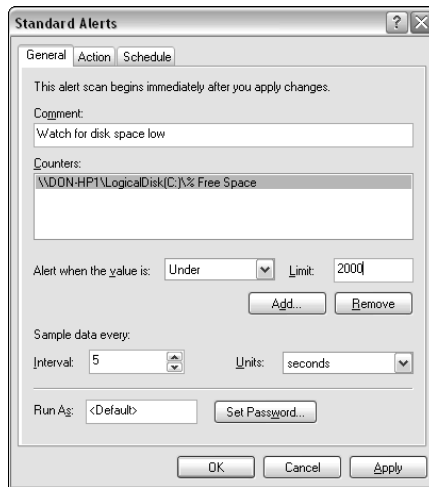 Standard Alerts
General Action Schedule
This alert scan begins immediately after you apply changes.
Comment:
Watch for disk space low
Counters:
\\DON-HP1\LogicalDisk(C:)\% Free Space
Alert when the value is: Under Limit: 2000
Add... Remove
Sample data every:
Interval: 5 Units: seconds
Run As: <Default> Set Password...
OK Cancel Apply